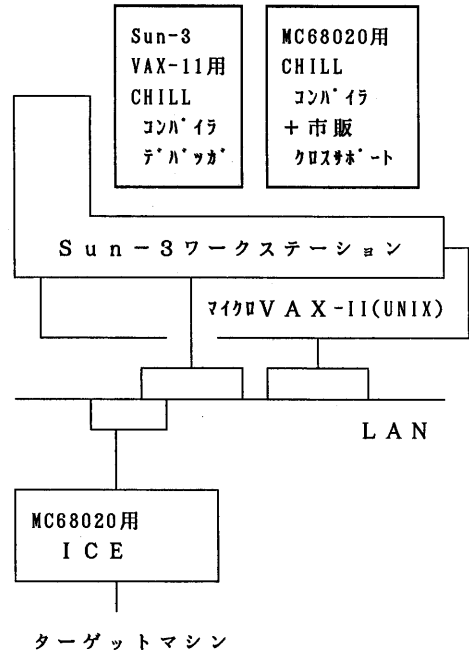 Sun-3
VAX-11用
CHILL
ｺﾝﾊﾟｲﾗ
ﾃﾞﾊﾞｯｶﾞ
MC68020用
CHILL
ｺﾝﾊﾟｲﾗ
＋市販
ｸﾛｽｻﾎﾟｰﾄ
Ｓｕｎ－３ワークステーション
ﾏｲｸﾛＶＡＸ-II(UNIX)
ＬＡＮ
MC68020用
ＩＣＥ
ターゲットマシン